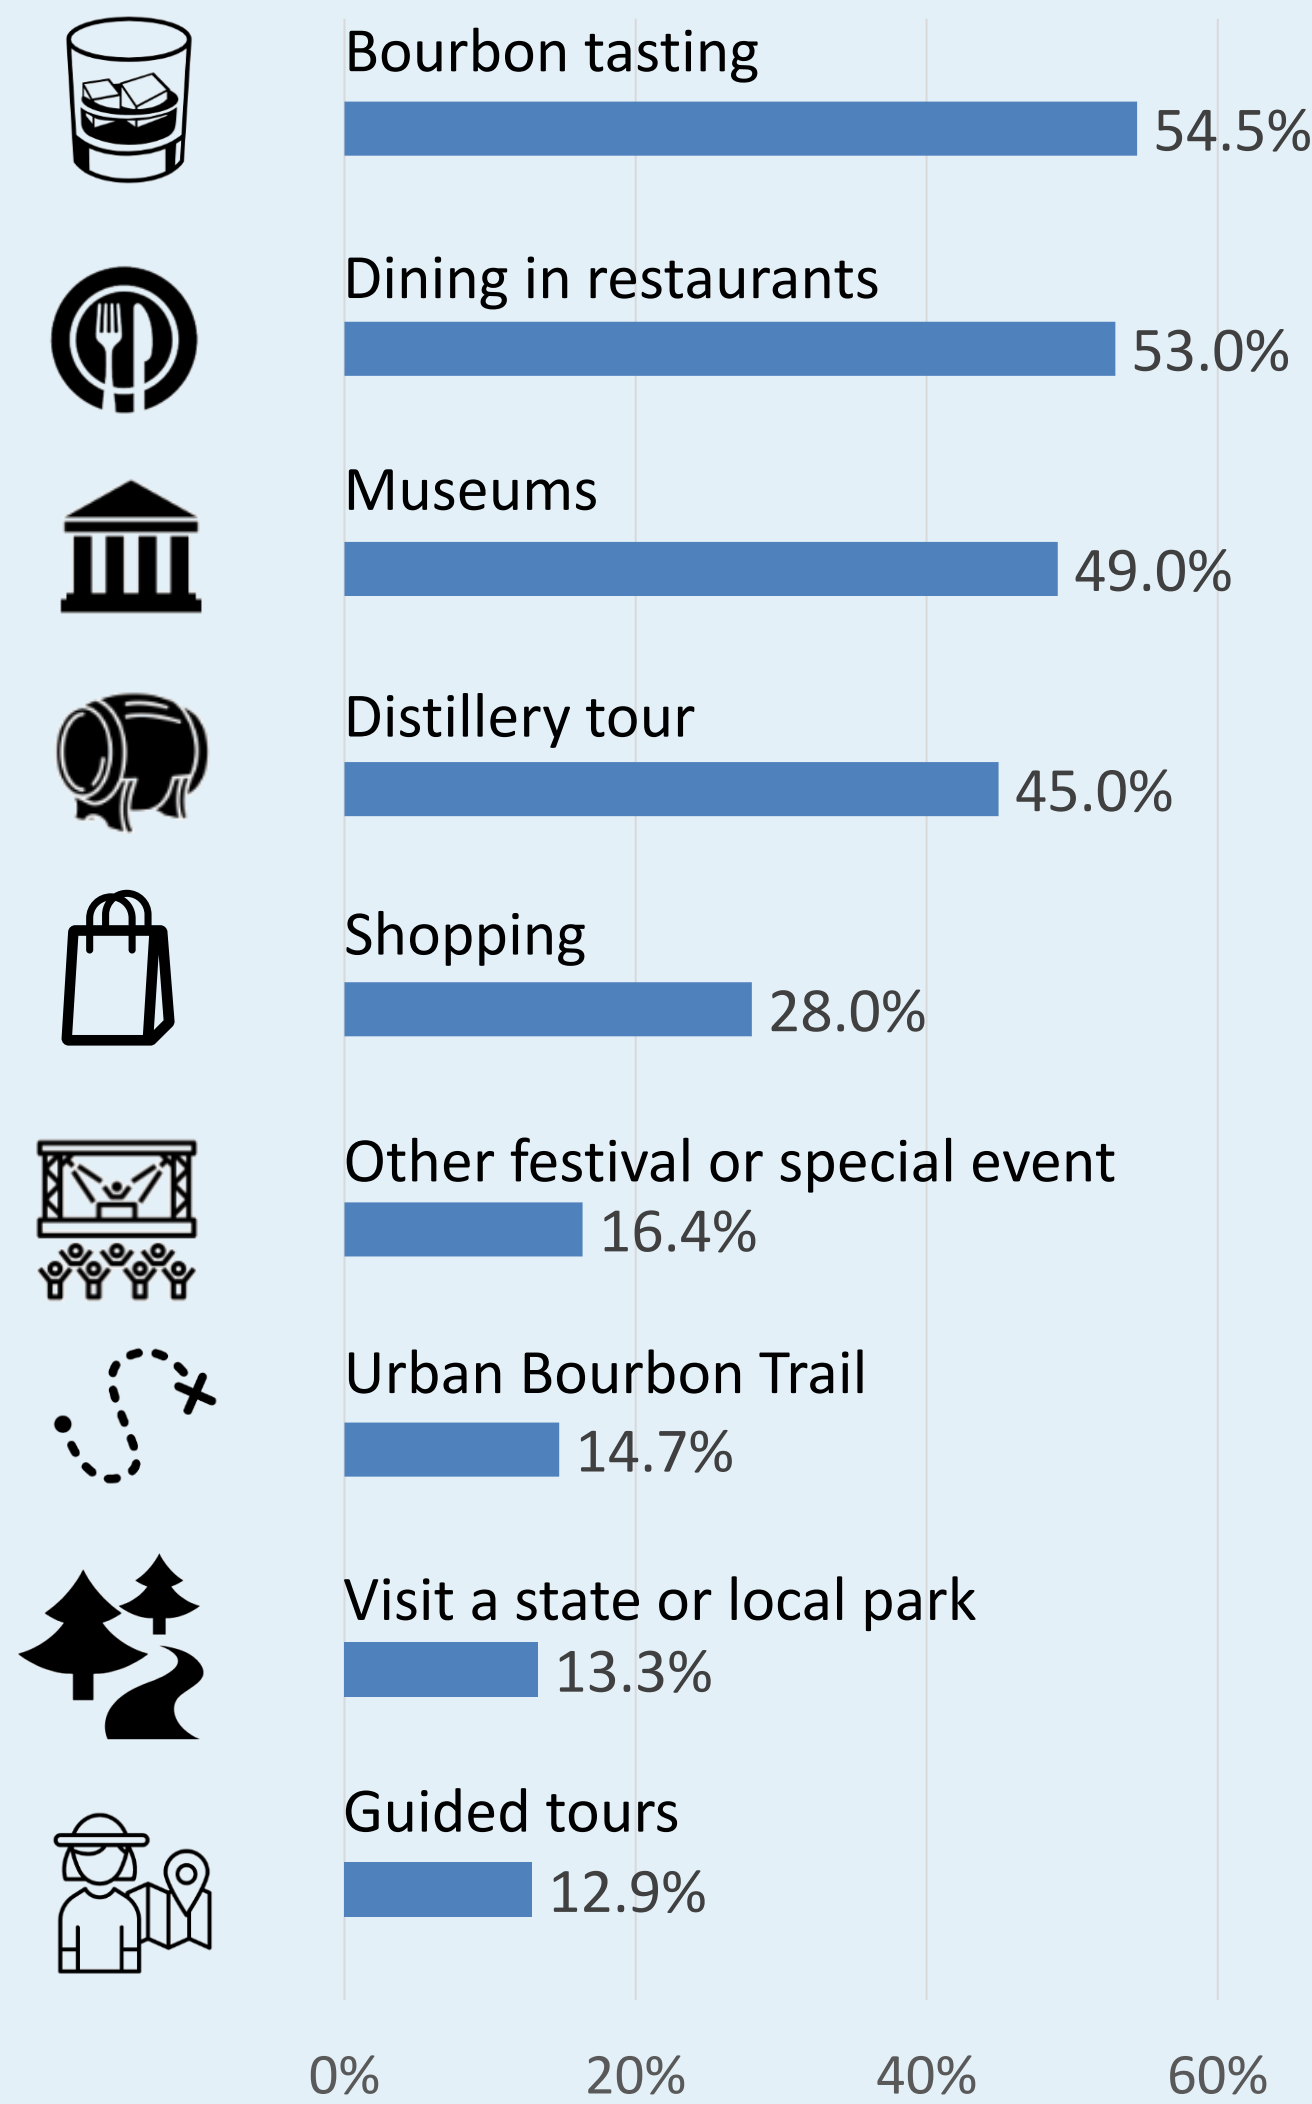 Bourbon tasting
54.5%
Dining in restaurants
53.0%
Museums
49.0%
Distillery tour
45.0%
Shopping
28.0%
Other festival or special event
16.4%
Urban Bourbon Trail
14.7%
Visit a state or local park
13.3%
Guided tours
12.9%
0% 20% 40% 60%